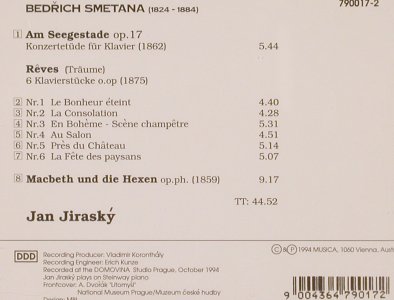 BEDŘICH SMETANA (1824 - 1884)
790017-2
1 Am Seegestade op.17
Konzertetüde für Klavier (1862) 5.44
Rêves (Träume)
6 Klavierstücke o.op (1875)
2 Nr.1 Le Bonheur éteint 4.40
3 Nr.2 La Consolation 4.28
4 Nr.3 En Bohême - Scène champêtre 5.31
5 Nr.4 Au Salon 4.51
6 Nr.5 Près du Château 5.14
7 Nr.6 La Fête des paysans 5.07
8 Macbeth und die Hexen op.ph. (1859) 9.17
TT: 44.52
Jan Jiraský
DDD
Recording Producer: Vladimír Koronthály
Recording Engineer: Erich Kunze
Recorded at the DOMOVINA Studio Prague, October 1994
Jan Jirasky plays on Steinway piano
Frontcover: A. Dvořák "Utomýšl"
National Museum Prague/Muzeum české hudby
© ℗ 1994 MUSICA, 1060 Vienna, Aust
9 004364 790172